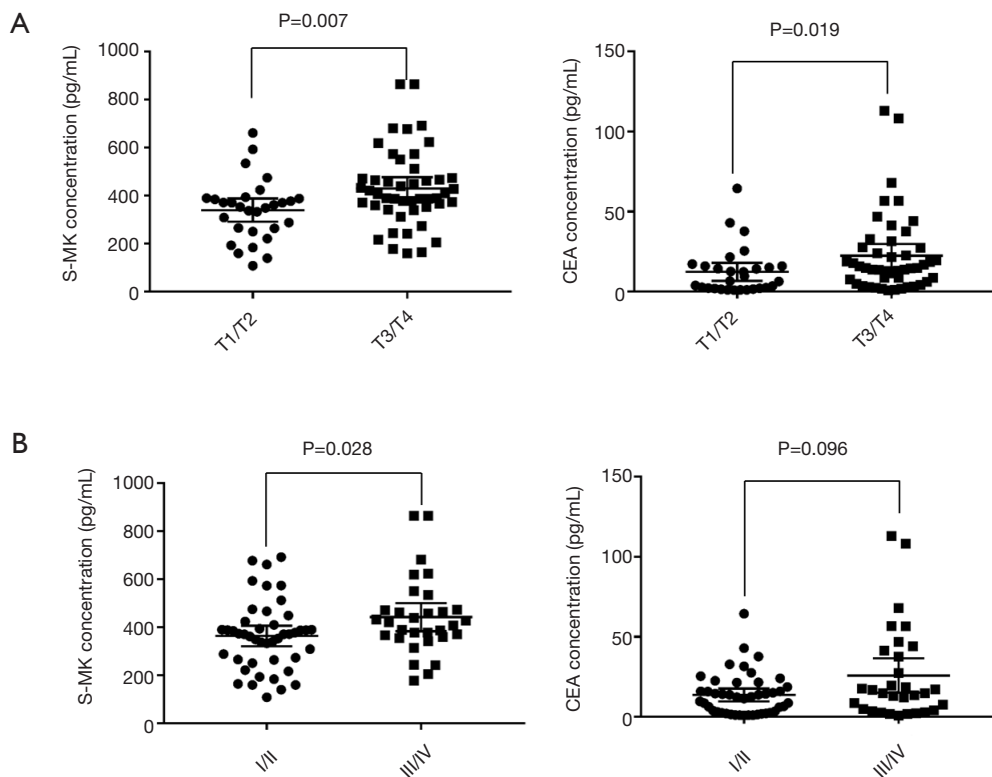 A
P=0.007
S-MK concentration (pg/mL)
1000
800
600
400
200
0
T1/T2
T3/T4
P=0.019
CEA concentration (pg/mL)
150
100
50
0
T1/T2
T3/T4
B
P=0.028
S-MK concentration (pg/mL)
1000
800
600
400
200
0
I/II
III/IV
P=0.096
CEA concentration (pg/mL)
150
100
50
0
I/II
III/IV